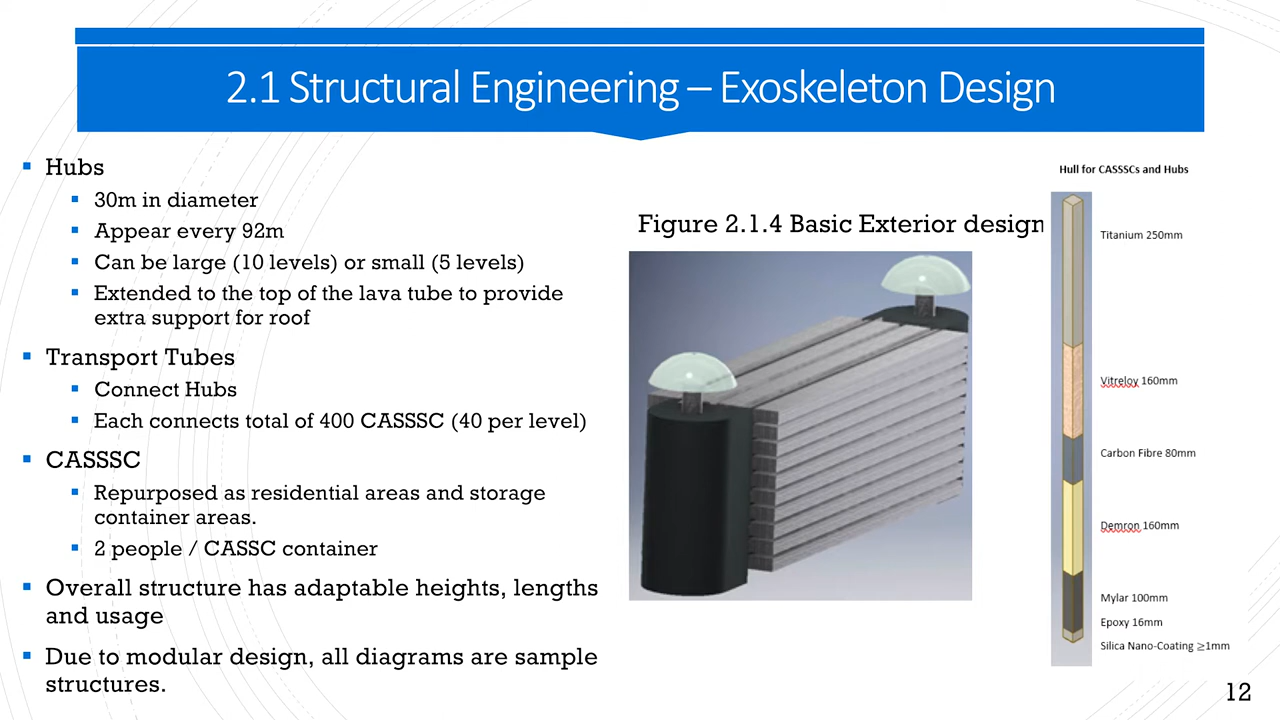 2.1 Structural Engineering – Exoskeleton Design
Hubs
30m in diameter
Appear every 92m
Can be large (10 levels) or small (5 levels)
Extended to the top of the lava tube to provide
extra support for roof
Transport Tubes
Connect Hubs
Each connects total of 400 CASSSC (40 per level)
CASSSC
Repurposed as residential areas and storage
container areas.
2 people / CASSC container
Overall structure has adaptable heights, lengths
and usage
Due to modular design, all diagrams are sample
structures.
Figure 2.1.4 Basic Exterior design
Hull for CASSSCs and Hubs
Titanium 250mm
Vitreloy 160mm
Carbon Fibre 80mm
Demron 160mm
Mylar 100mm
Epoxy 16mm
Silica Nano-Coating ≥1mm
12